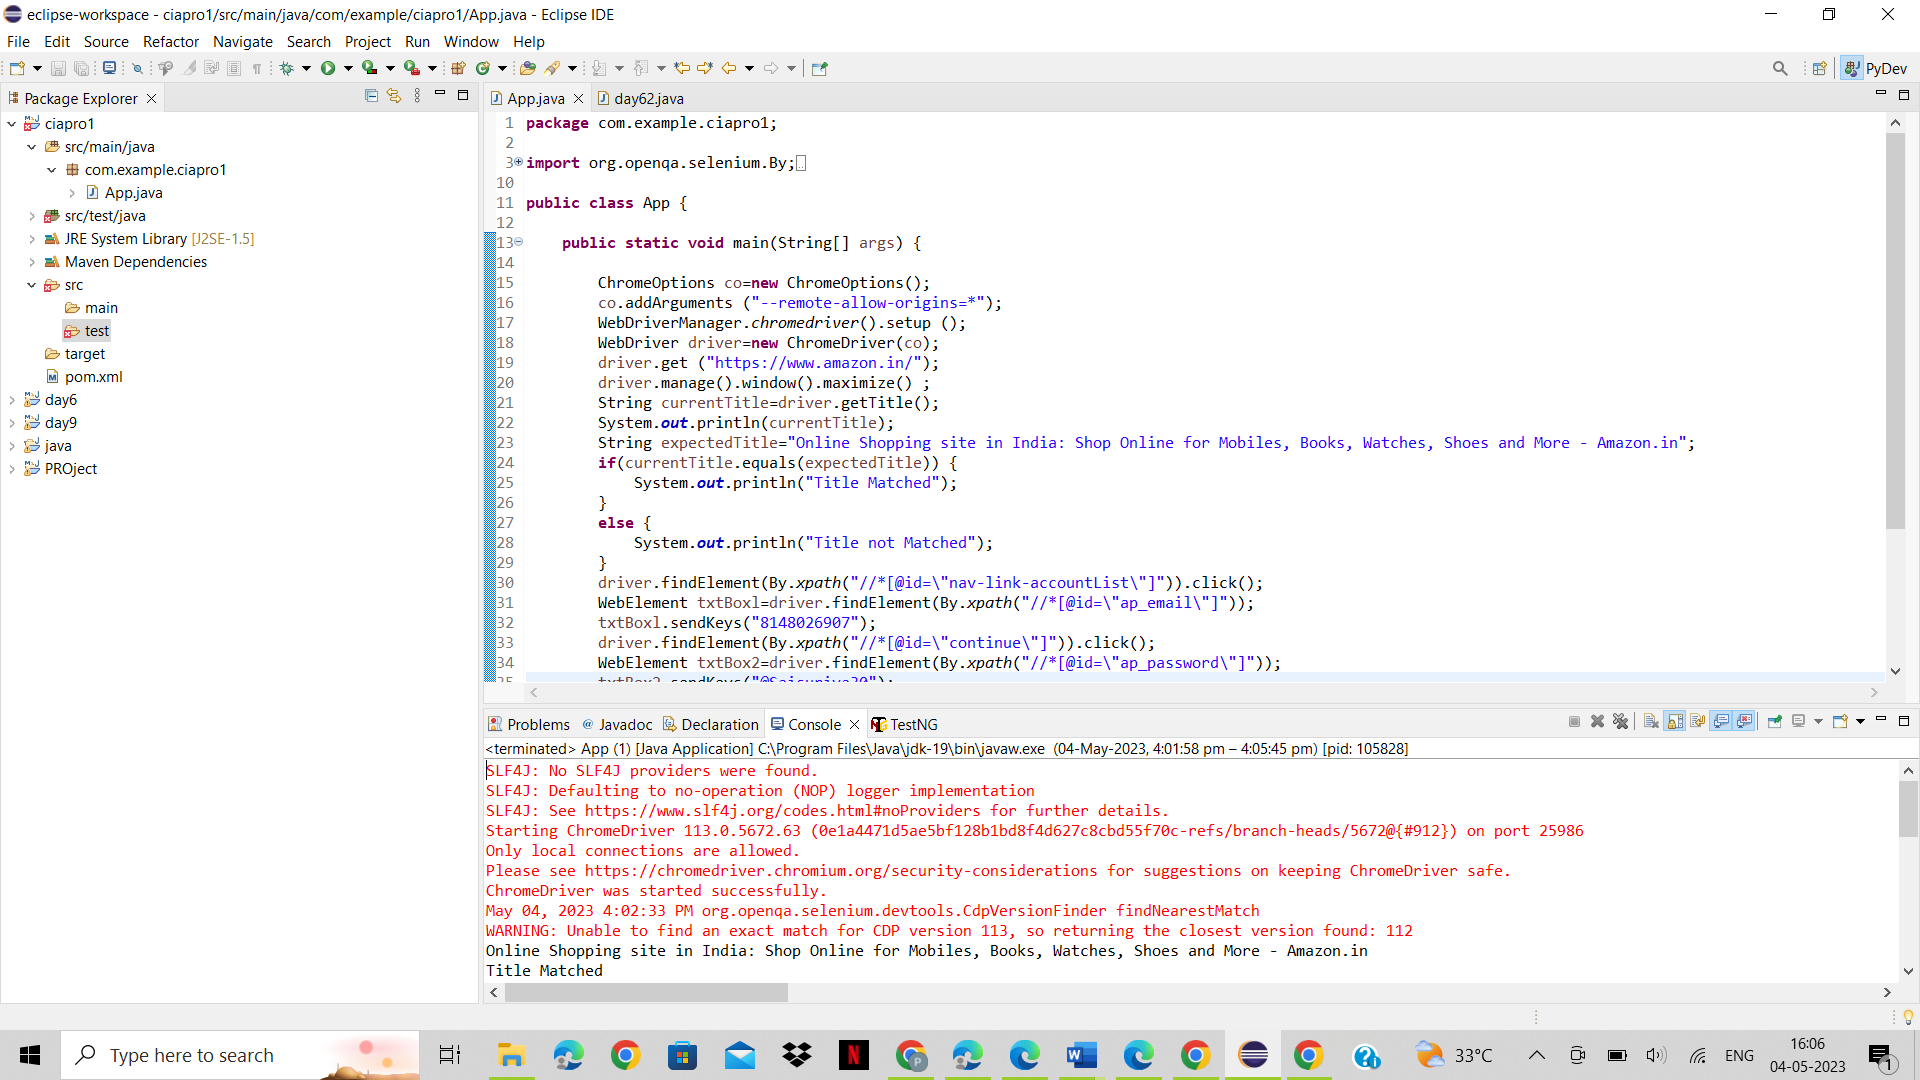 eclipse-workspace - ciapro1/src/main/java/com/example/ciapro1/App.java - Eclipse IDE
File Edit Source Refactor Navigate Search Project Run Window Help
PyDev
Package Explorer
ciapro1
src/main/java
com.example.ciapro1
App.java
src/test/java
JRE System Library [J2SE-1.5]
Maven Dependencies
src
main
test
target
pom.xml
day6
day9
java
PROject
App.java day62.java
1 package com.example.ciapro1;
2
3 import org.openqa.selenium.By;
10
11 public class App {
12
13 public static void main(String[] args) {
14
15 ChromeOptions co=new ChromeOptions();
16 co.addArguments ("--remote-allow-origins=*");
17 WebDriverManager.chromedriver().setup ();
18 WebDriver driver=new ChromeDriver(co);
19 driver.get ("https://www.amazon.in/");
20 driver.manage().window().maximize() ;
21 String currentTitle=driver.getTitle();
22 System.out.println(currentTitle);
23 String expectedTitle="Online Shopping site in India: Shop Online for Mobiles, Books, Watches, Shoes and More - Amazon.in";
24 if(currentTitle.equals(expectedTitle)) {
25 System.out.println("Title Matched");
26 }
27 else {
28 System.out.println("Title not Matched");
29 }
30 driver.findElement(By.xpath("//*[@id=\"nav-link-accountList\"]")).click();
31 WebElement txtBoxl=driver.findElement(By.xpath("//*[@id=\"ap_email\"]"));
32 txtBoxl.sendKeys("8148026907");
33 driver.findElement(By.xpath("//*[@id=\"continue\"]")).click();
34 WebElement txtBox2=driver.findElement(By.xpath("//*[@id=\"ap_password\"]"));
35 txtBox2.sendKeys("@Saisuriya30");
Problems Javadoc Declaration Console TestNG
<terminated> App (1) [Java Application] C:\Program Files\Java\jdk-19\bin\javaw.exe (04-May-2023, 4:01:58 pm – 4:05:45 pm) [pid: 105828]
SLF4J: No SLF4J providers were found.
SLF4J: Defaulting to no-operation (NOP) logger implementation
SLF4J: See https://www.slf4j.org/codes.html#noProviders for further details.
Starting ChromeDriver 113.0.5672.63 (0e1a4471d5ae5bf128b1bd8f4d627c8cbd55f70c-refs/branch-heads/5672@{#912}) on port 25986
Only local connections are allowed.
Please see https://chromedriver.chromium.org/security-considerations for suggestions on keeping ChromeDriver safe.
ChromeDriver was started successfully.
May 04, 2023 4:02:33 PM org.openqa.selenium.devtools.CdpVersionFinder findNearestMatch
WARNING: Unable to find an exact match for CDP version 113, so returning the closest version found: 112
Online Shopping site in India: Shop Online for Mobiles, Books, Watches, Shoes and More - Amazon.in
Title Matched
Type here to search
33°C
ENG
16:06
04-05-2023
1